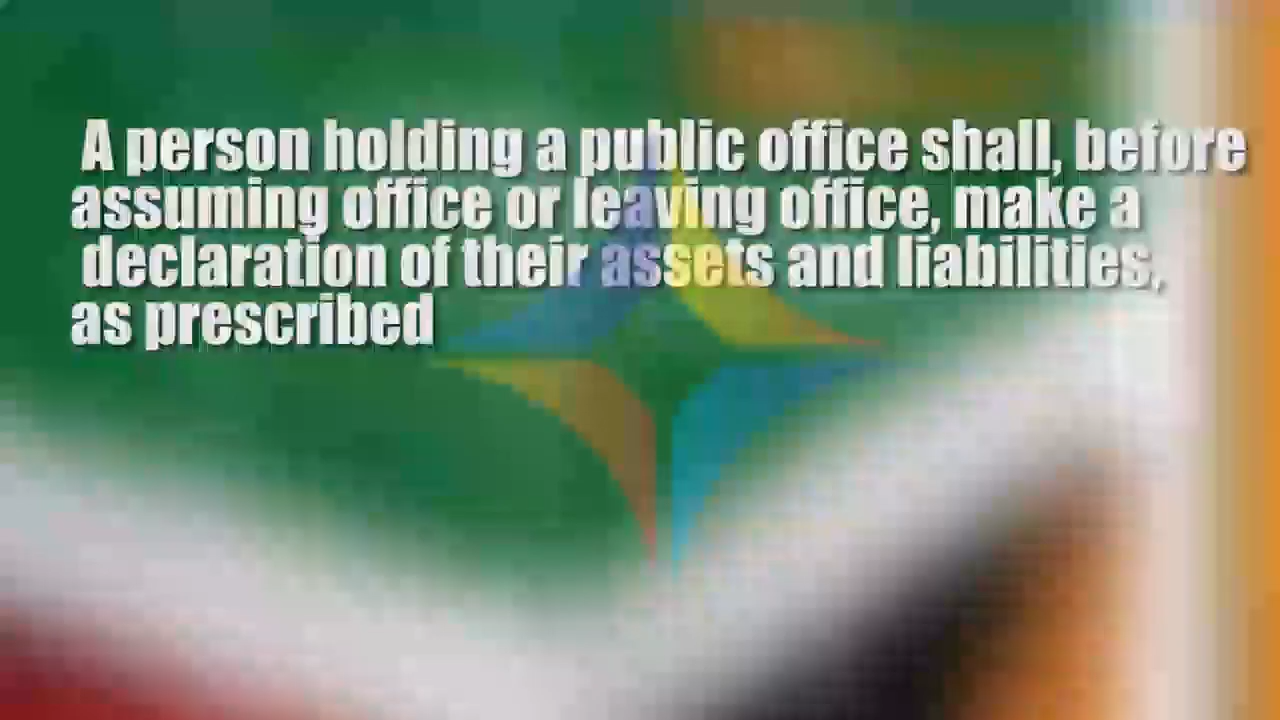 A person holding a public office shall, before
assuming office or leaving office, make a
declaration of their assets and liabilities,
as prescribed